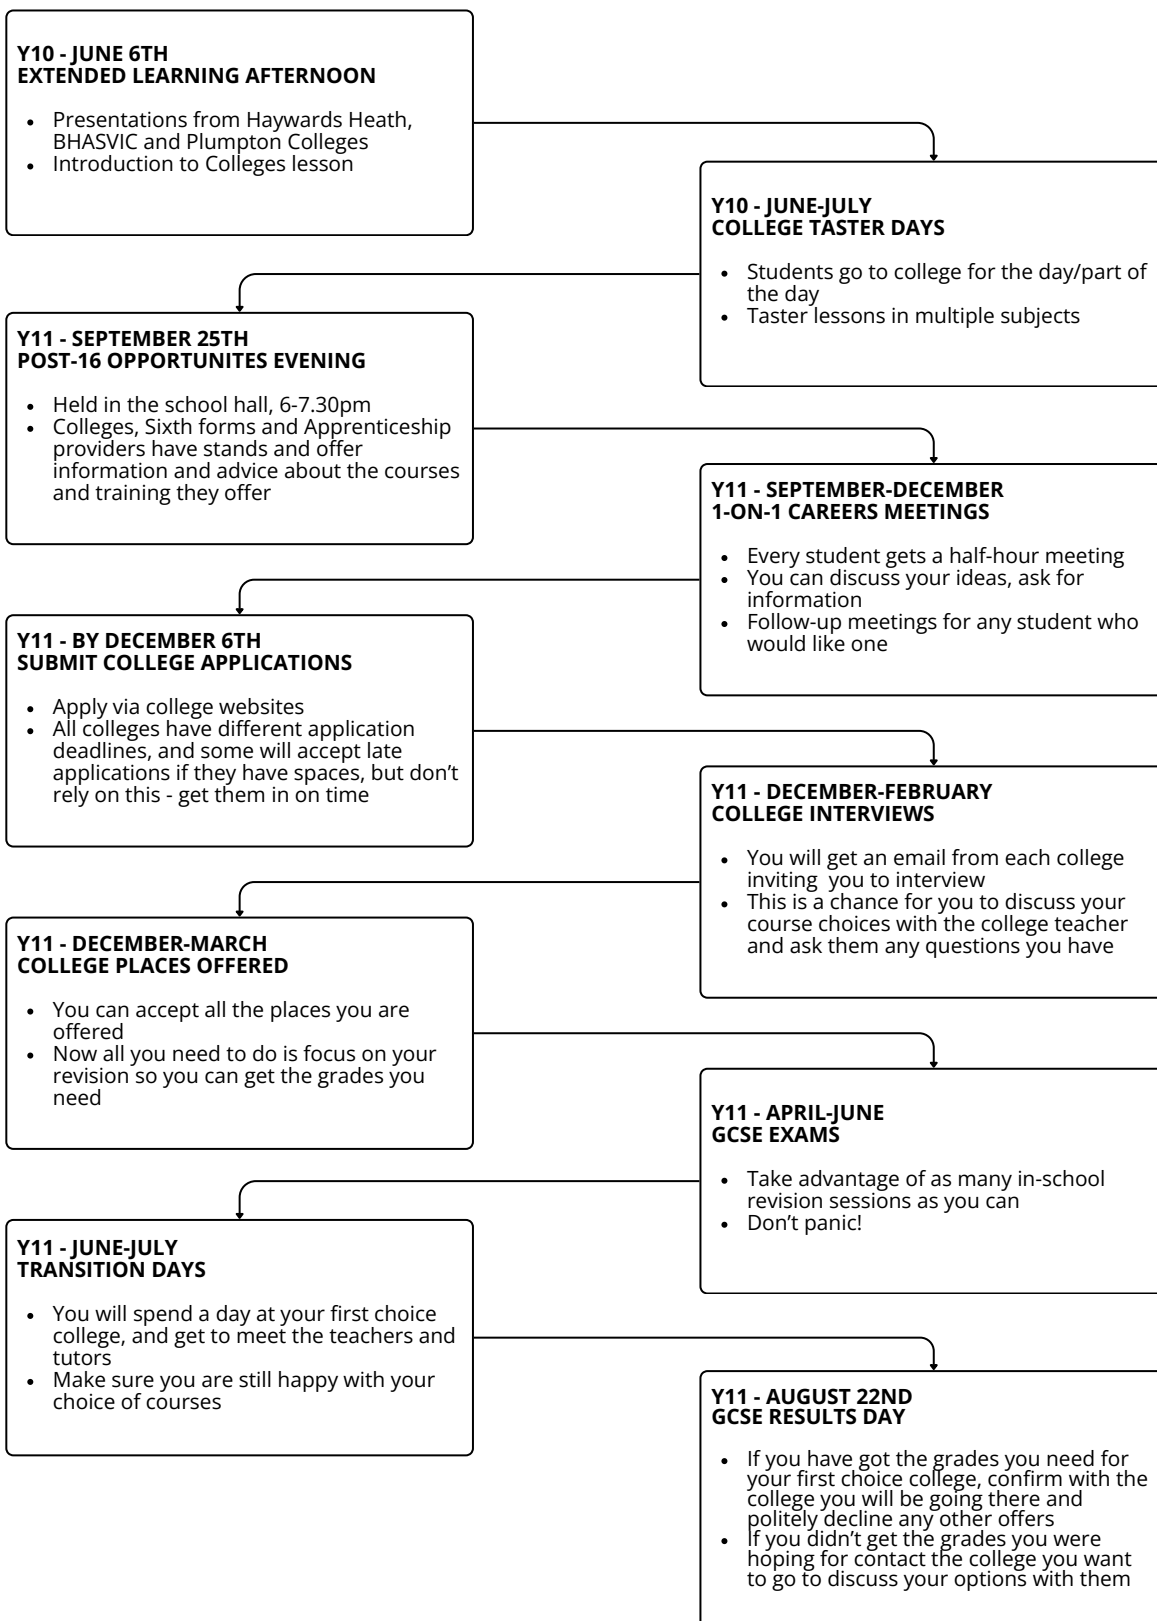 Y10 - JUNE 6TH
EXTENDED LEARNING AFTERNOON
• Presentations from Haywards Heath,
BHASVIC and Plumpton Colleges
• Introduction to Colleges lesson
Y10 - JUNE-JULY
COLLEGE TASTER DAYS
• Students go to college for the day/part of
the day
• Taster lessons in multiple subjects
Y11 - SEPTEMBER 25TH
POST-16 OPPORTUNITES EVENING
• Held in the school hall, 6-7.30pm
• Colleges, Sixth forms and Apprenticeship
providers have stands and offer
information and advice about the courses
and training they offer
Y11 - SEPTEMBER-DECEMBER
1-ON-1 CAREERS MEETINGS
• Every student gets a half-hour meeting
• You can discuss your ideas, ask for
information
• Follow-up meetings for any student who
would like one
Y11 - BY DECEMBER 6TH
SUBMIT COLLEGE APPLICATIONS
• Apply via college websites
• All colleges have different application
deadlines, and some will accept late
applications if they have spaces, but don’t
rely on this - get them in on time
Y11 - DECEMBER-FEBRUARY
COLLEGE INTERVIEWS
• You will get an email from each college
inviting  you to interview
• This is a chance for you to discuss your
course choices with the college teacher
and ask them any questions you have
Y11 - DECEMBER-MARCH
COLLEGE PLACES OFFERED
• You can accept all the places you are
offered
• Now all you need to do is focus on your
revision so you can get the grades you
need
Y11 - APRIL-JUNE
GCSE EXAMS
• Take advantage of as many in-school
revision sessions as you can
• Don’t panic!
Y11 - JUNE-JULY
TRANSITION DAYS
• You will spend a day at your first choice
college, and get to meet the teachers and
tutors
• Make sure you are still happy with your
choice of courses
Y11 - AUGUST 22ND
GCSE RESULTS DAY
• If you have got the grades you need for
your first choice college, confirm with the
college you will be going there and
politely decline any other offers
• If you didn’t get the grades you were
hoping for contact the college you want
to go to discuss your options with them